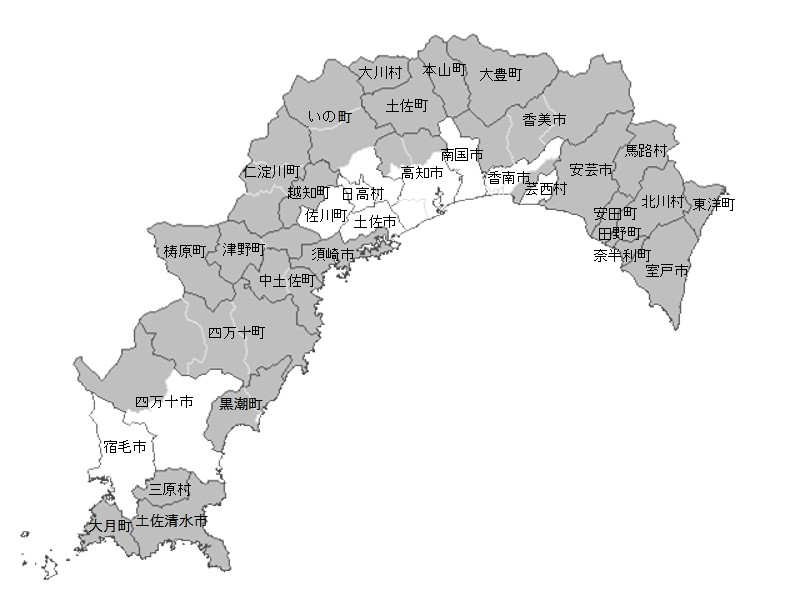 大川村
本山町
大豊町
いの町
土佐町
香美市
馬路村
南国市
仁淀川町
越知町
日高村
高知市
香南市
芸西村
安芸市
北川村
東洋町
佐川町
土佐市
安田町
田野町
奈半利町
室戸市
梼原町
津野町
須崎市
中土佐町
四万十町
四万十市
黒潮町
宿毛市
三原村
大月町
土佐清水市